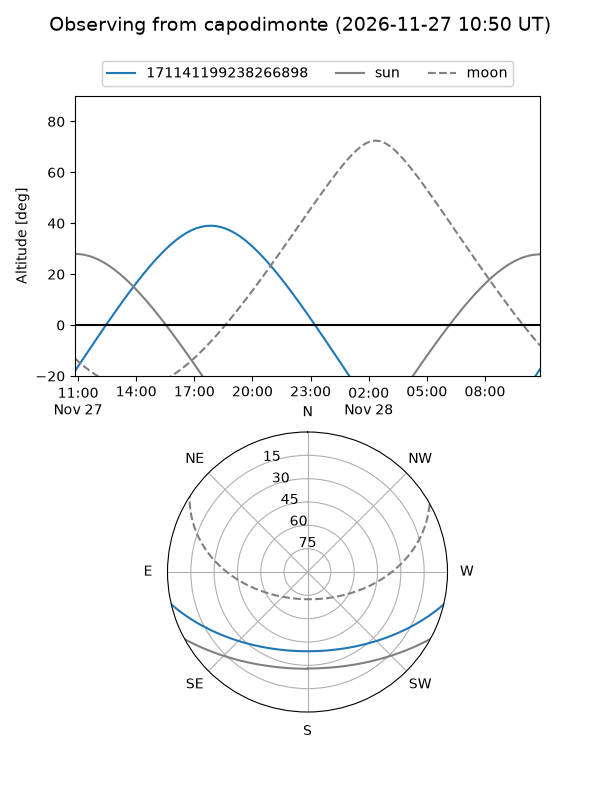 Observing from capodimonte (2026-11-27 10:50 UT)
171141199238266898 sun moon
Altitude [deg]
80
60
40
20
0
−20
11:00 14:00 17:00 20:00 23:00 02:00 05:00 08:00
Nov 27 Nov 28
N
NE NW
15
30
45
60
75
E W
SE SW
S